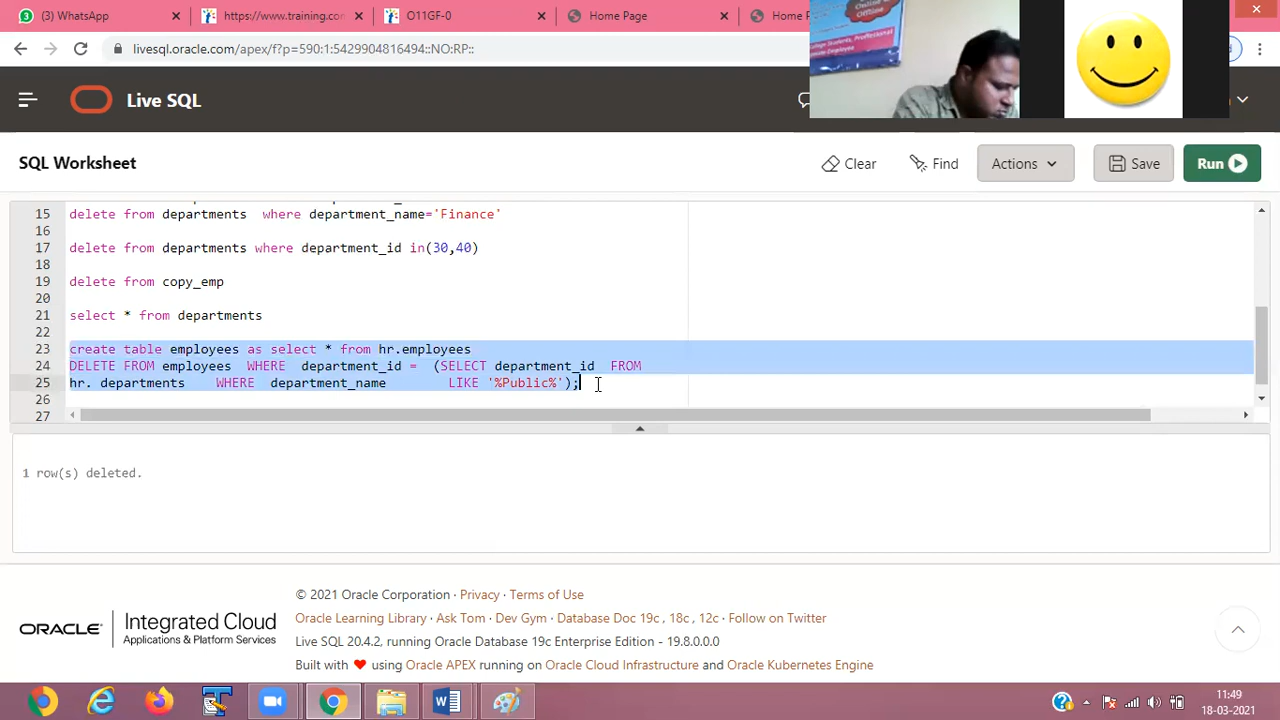 (3) WhatsApp
https://www.training.con
O11GF-0
Home Page
Home P
livesql.oracle.com/apex/f?p=590:1:5429904816494::NO:RP::
Live SQL
SQL Worksheet
Clear
Find
Actions
Save
Run
15 delete from departments  where department_name='Finance'
16
17 delete from departments where department_id in(30,40)
18
19 delete from copy_emp
20
21 select * from departments
22
23 create table employees as select * from hr.employees
24 DELETE FROM employees  WHERE  department_id =  (SELECT department_id  FROM
25 hr. departments    WHERE  department_name        LIKE '%Public%');
26
27
1 row(s) deleted.
© 2021 Oracle Corporation · Privacy · Terms of Use
Oracle Learning Library · Ask Tom · Dev Gym · Database Doc 19c, 18c, 12c · Follow on Twitter
Live SQL 20.4.2, running Oracle Database 19c Enterprise Edition - 19.8.0.0.0
Built with ❤ using Oracle APEX running on Oracle Cloud Infrastructure and Oracle Kubernetes Engine
ORACLE
Integrated Cloud
Applications & Platform Services
11:49
18-03-2021